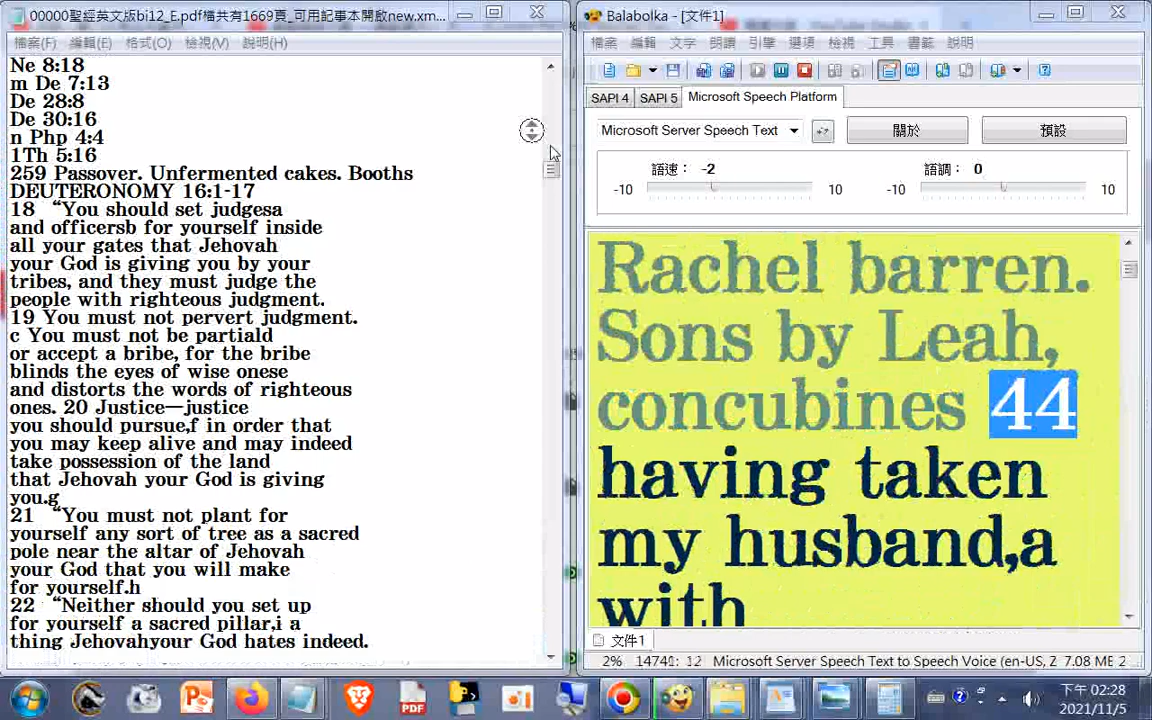 00000聖經英文版bi12_E.pdf檔共有1669頁_可用記事本開啟new.xm...
檔案(F) 編輯(E) 格式(O) 檢視(V) 說明(H)
Ne 8:18
m De 7:13
De 28:8
De 30:16
n Php 4:4
1Th 5:16
259 Passover. Unfermented cakes. Booths
DEUTERONOMY 16:1-17
18 “You should set judgesa
and officersb for yourself inside
all your gates that Jehovah
your God is giving you by your
tribes, and they must judge the
people with righteous judgment.
19 You must not pervert judgment.
c You must not be partiald
or accept a bribe, for the bribe
blinds the eyes of wise onese
and distorts the words of righteous
ones. 20 Justice—justice
you should pursue,f in order that
you may keep alive and may indeed
take possession of the land
that Jehovah your God is giving
you.g
21 “You must not plant for
yourself any sort of tree as a sacred
pole near the altar of Jehovah
your God that you will make
for yourself.h
22 “Neither should you set up
for yourself a sacred pillar,i a
thing Jehovahyour God hates indeed.
Balabolka - [文件1]
檔案 編輯 文字 朗讀 引擎 選項 檢視 工具 書籤 說明
SAPI 4 SAPI 5 Microsoft Speech Platform
Microsoft Server Speech Text 關於 預設
語速: -2 語調: 0
-10 10 -10 10
Rachel barren.
Sons by Leah,
concubines 44
having taken
my husband,a
with
文件1
2% 14741: 12 Microsoft Server Speech Text to Speech Voice (en-US, Z 7.08 MB 2
PDF
下午 02:28
2021/11/5